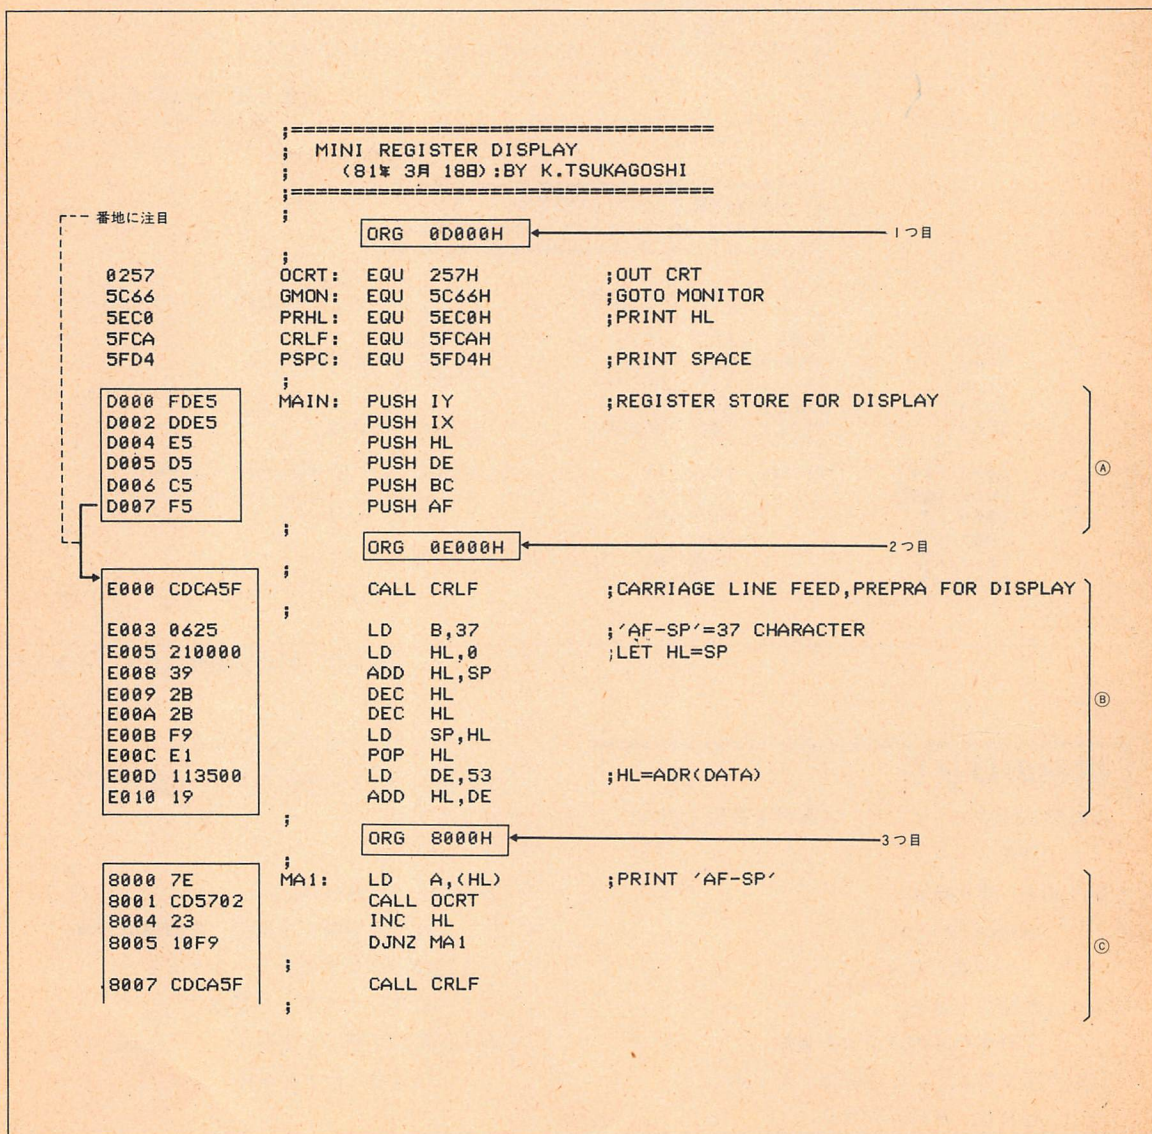 ;==================================
; MINI REGISTER DISPLAY
; (81年 3月 18日):BY K.TSUKAGOSHI
;==================================
番地に注目 ;
ORG 0D000H 1つ目
;
0257 OCRT: EQU 257H ;OUT CRT
5C66 GMON: EQU 5C66H ;GOTO MONITOR
5EC0 PRHL: EQU 5EC0H ;PRINT HL
5FCA CRLF: EQU 5FCAH
5FD4 PSPC: EQU 5FD4H ;PRINT SPACE
;
D000 FDE5 MAIN: PUSH IY ;REGISTER STORE FOR DISPLAY
D002 DDE5 PUSH IX
D004 E5 PUSH HL
D005 D5 PUSH DE Ⓐ
D006 C5 PUSH BC
D007 F5 PUSH AF
;
ORG 0E000H 2つ目
;
E000 CDCA5F CALL CRLF ;CARRIAGE LINE FEED,PREPRA FOR DISPLAY
;
E003 0625 LD B,37 ;'AF-SP'=37 CHARACTER
E005 210000 LD HL,0 ;LET HL=SP
E008 39 ADD HL,SP
E009 2B DEC HL
E00A 2B DEC HL Ⓑ
E00B F9 LD SP,HL
E00C E1 POP HL
E00D 113500 LD DE,53 ;HL=ADR(DATA)
E010 19 ADD HL,DE
;
ORG 8000H 3つ目
;
8000 7E MA1: LD A,(HL) ;PRINT 'AF-SP'
8001 CD5702 CALL OCRT
8004 23 INC HL
8005 10F9 DJNZ MA1 Ⓒ
;
8007 CDCA5F CALL CRLF
;